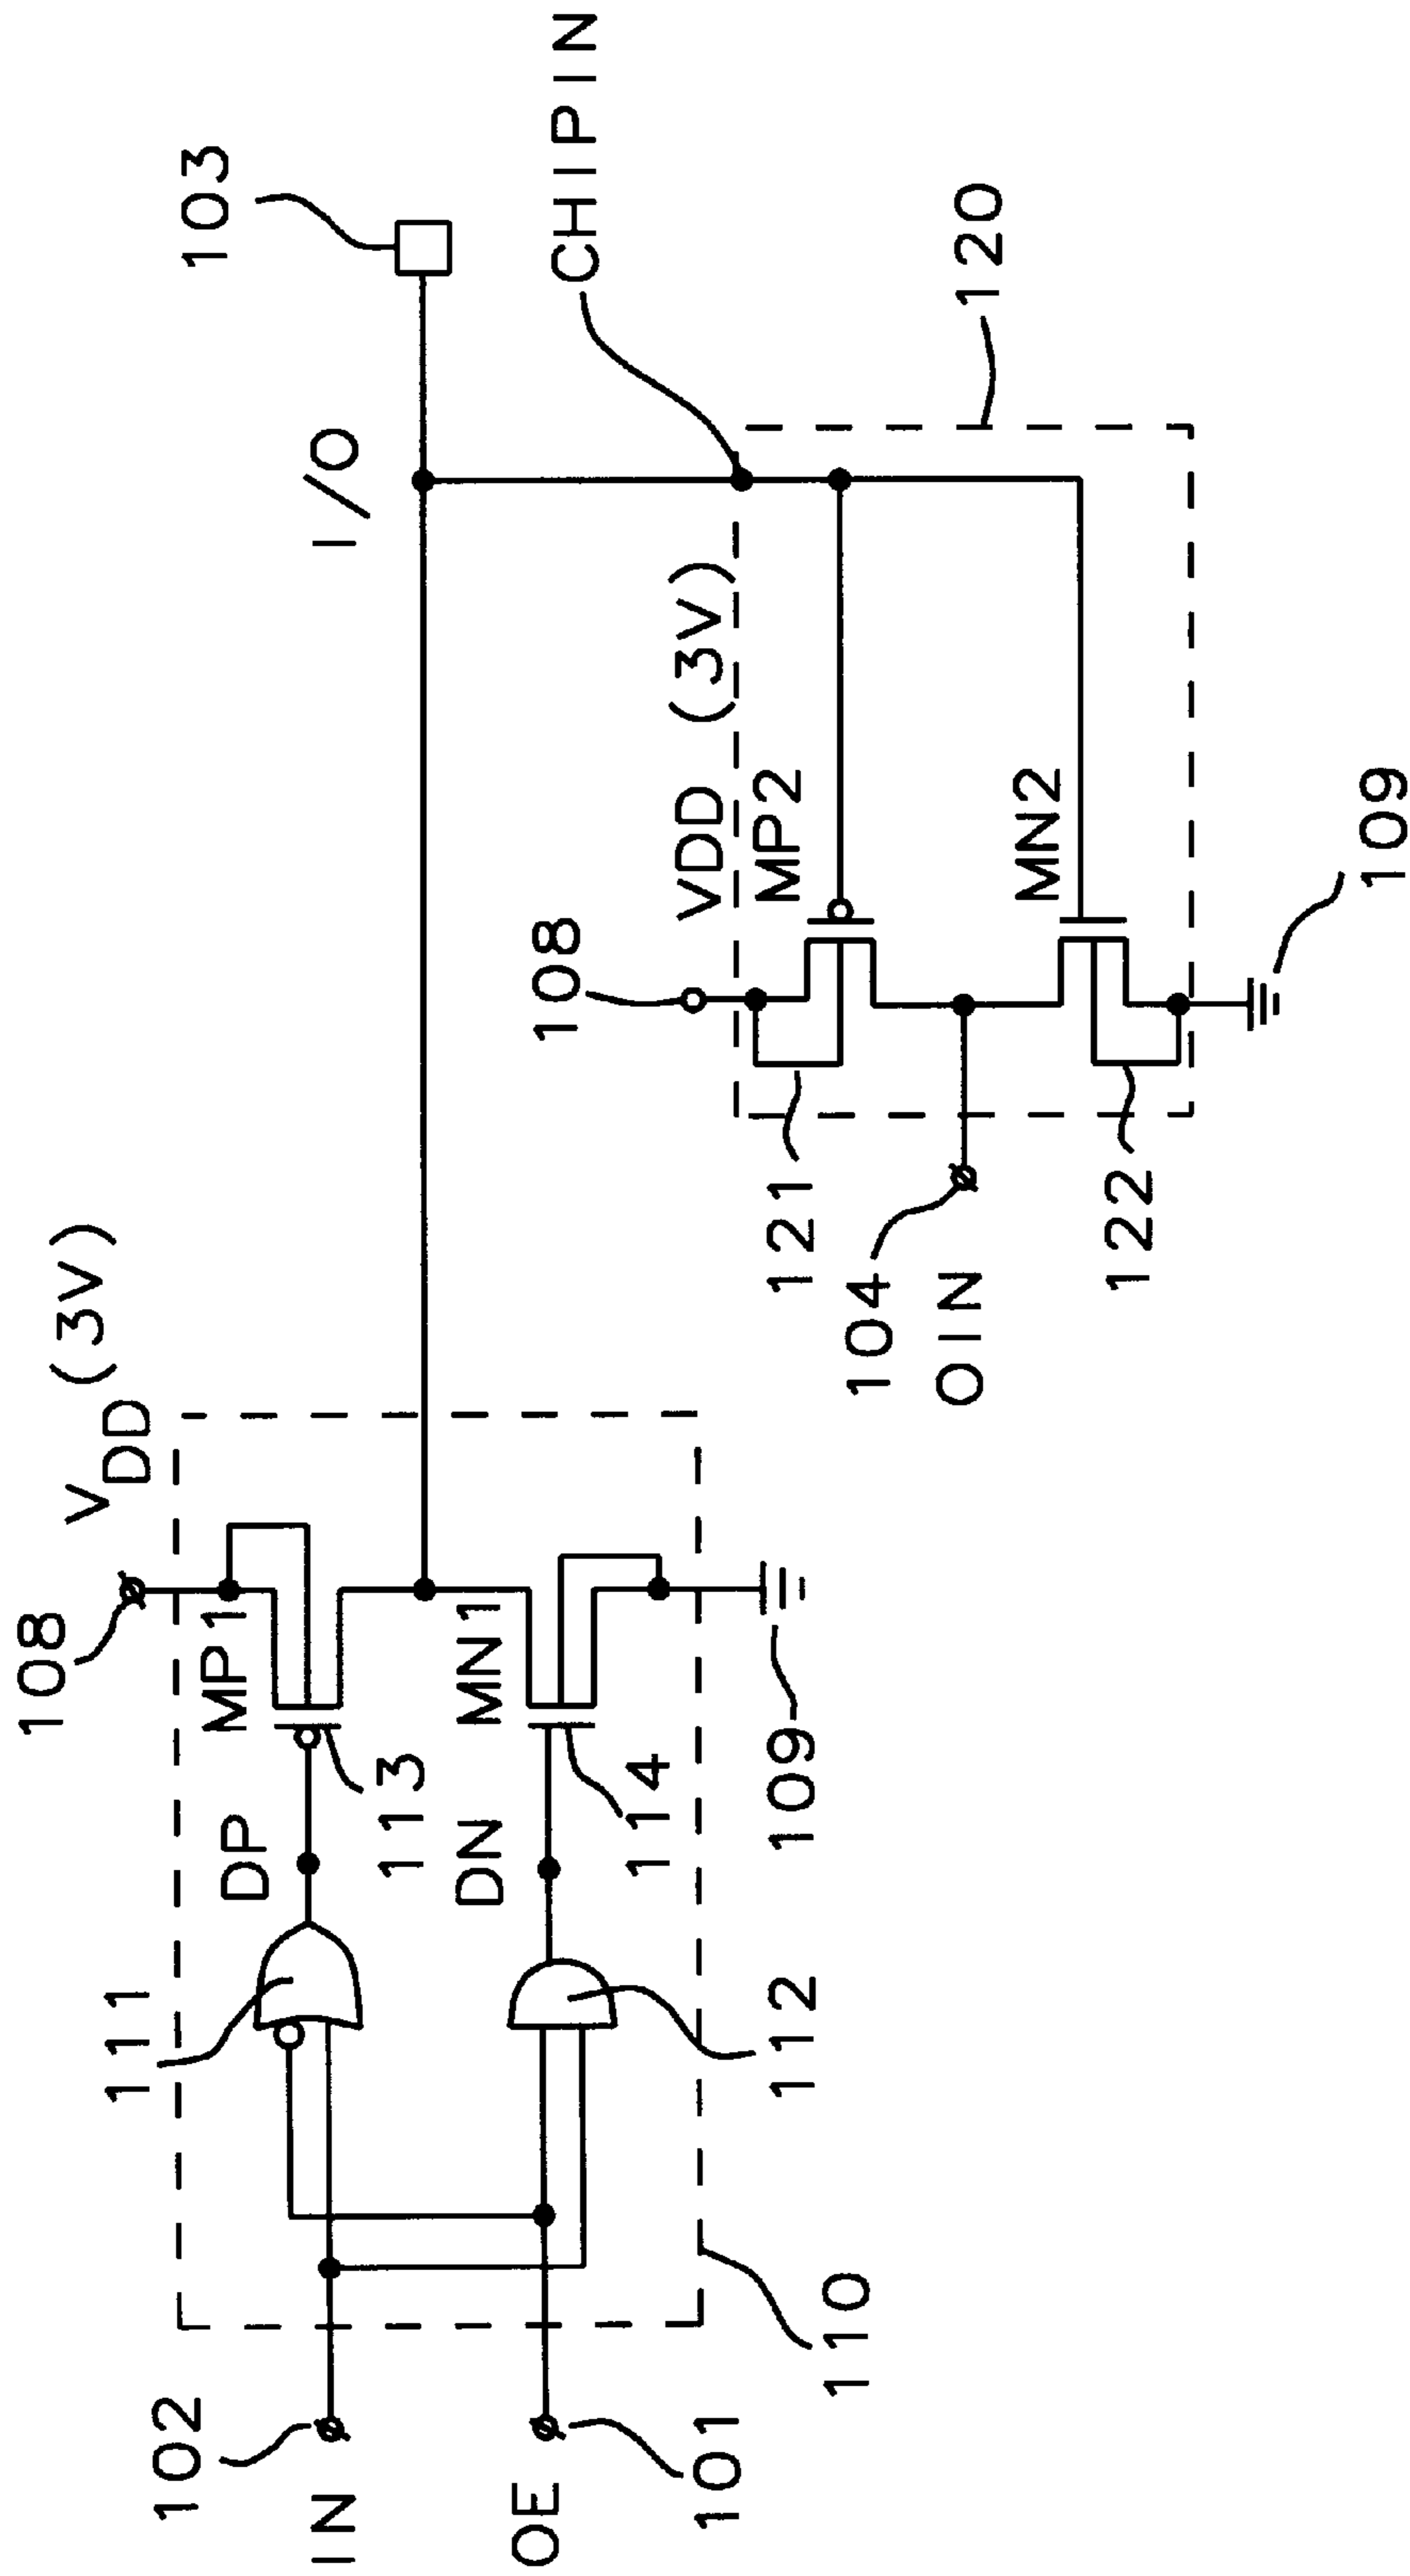 108
V DD (3V)
111
DP
MP1
113
102
IN
DN
MN1
114
OE
101
112
109
110
I/O
103
CHIPIN
108
VDD (3V)
MP2
121
104
OIN
MN2
122
109
120